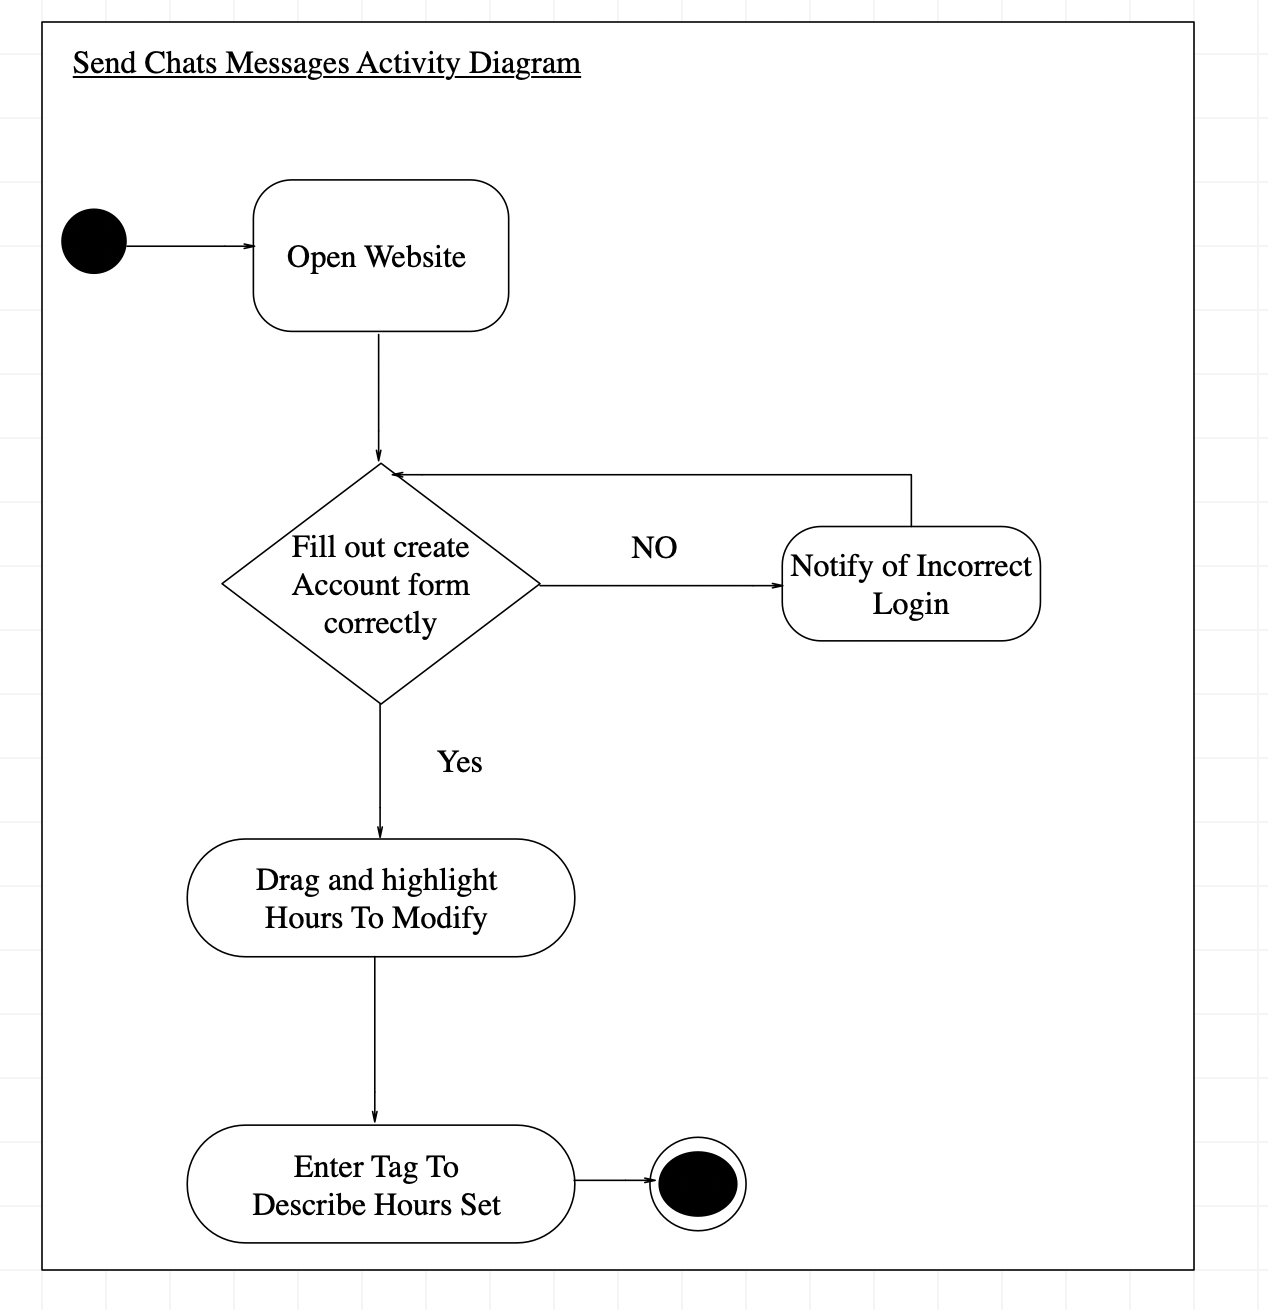 Send Chats Messages Activity Diagram
Open Website
Fill out create
Account form
correctly
NO
Notify of Incorrect
Login
Yes
Drag and highlight
Hours To Modify
Enter Tag To
Describe Hours Set